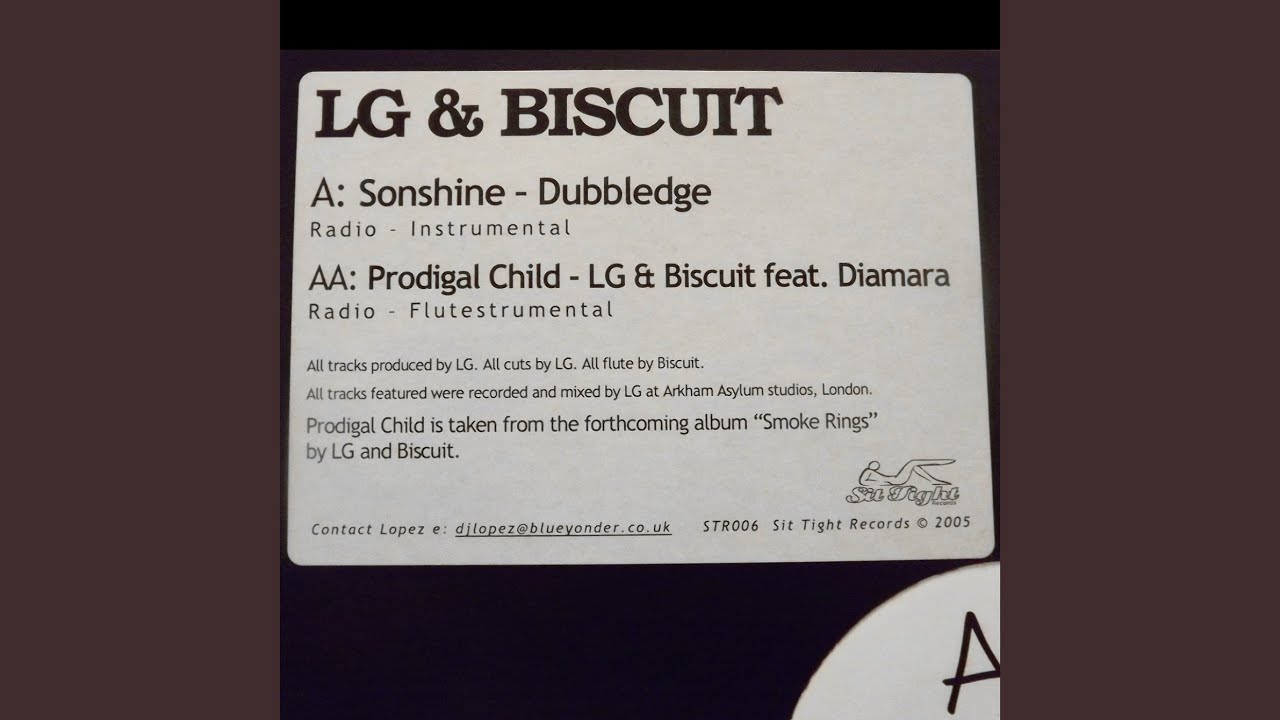 LG & BISCUIT
A: Sonshine – Dubbledge
Radio – Instrumental
AA: Prodigal Child – LG & Biscuit feat. Diamara
Radio – Flutestrumental
All tracks produced by LG. All cuts by LG. All flute by Biscuit.
All tracks featured were recorded and mixed by LG at Arkham Asylum studios, London.
Prodigal Child is taken from the forthcoming album “Smoke Rings”
by LG and Biscuit.
Sit Tight
Records
Contact Lopez e: djlopez@blueyonder.co.uk STR006 Sit Tight Records © 2005
A